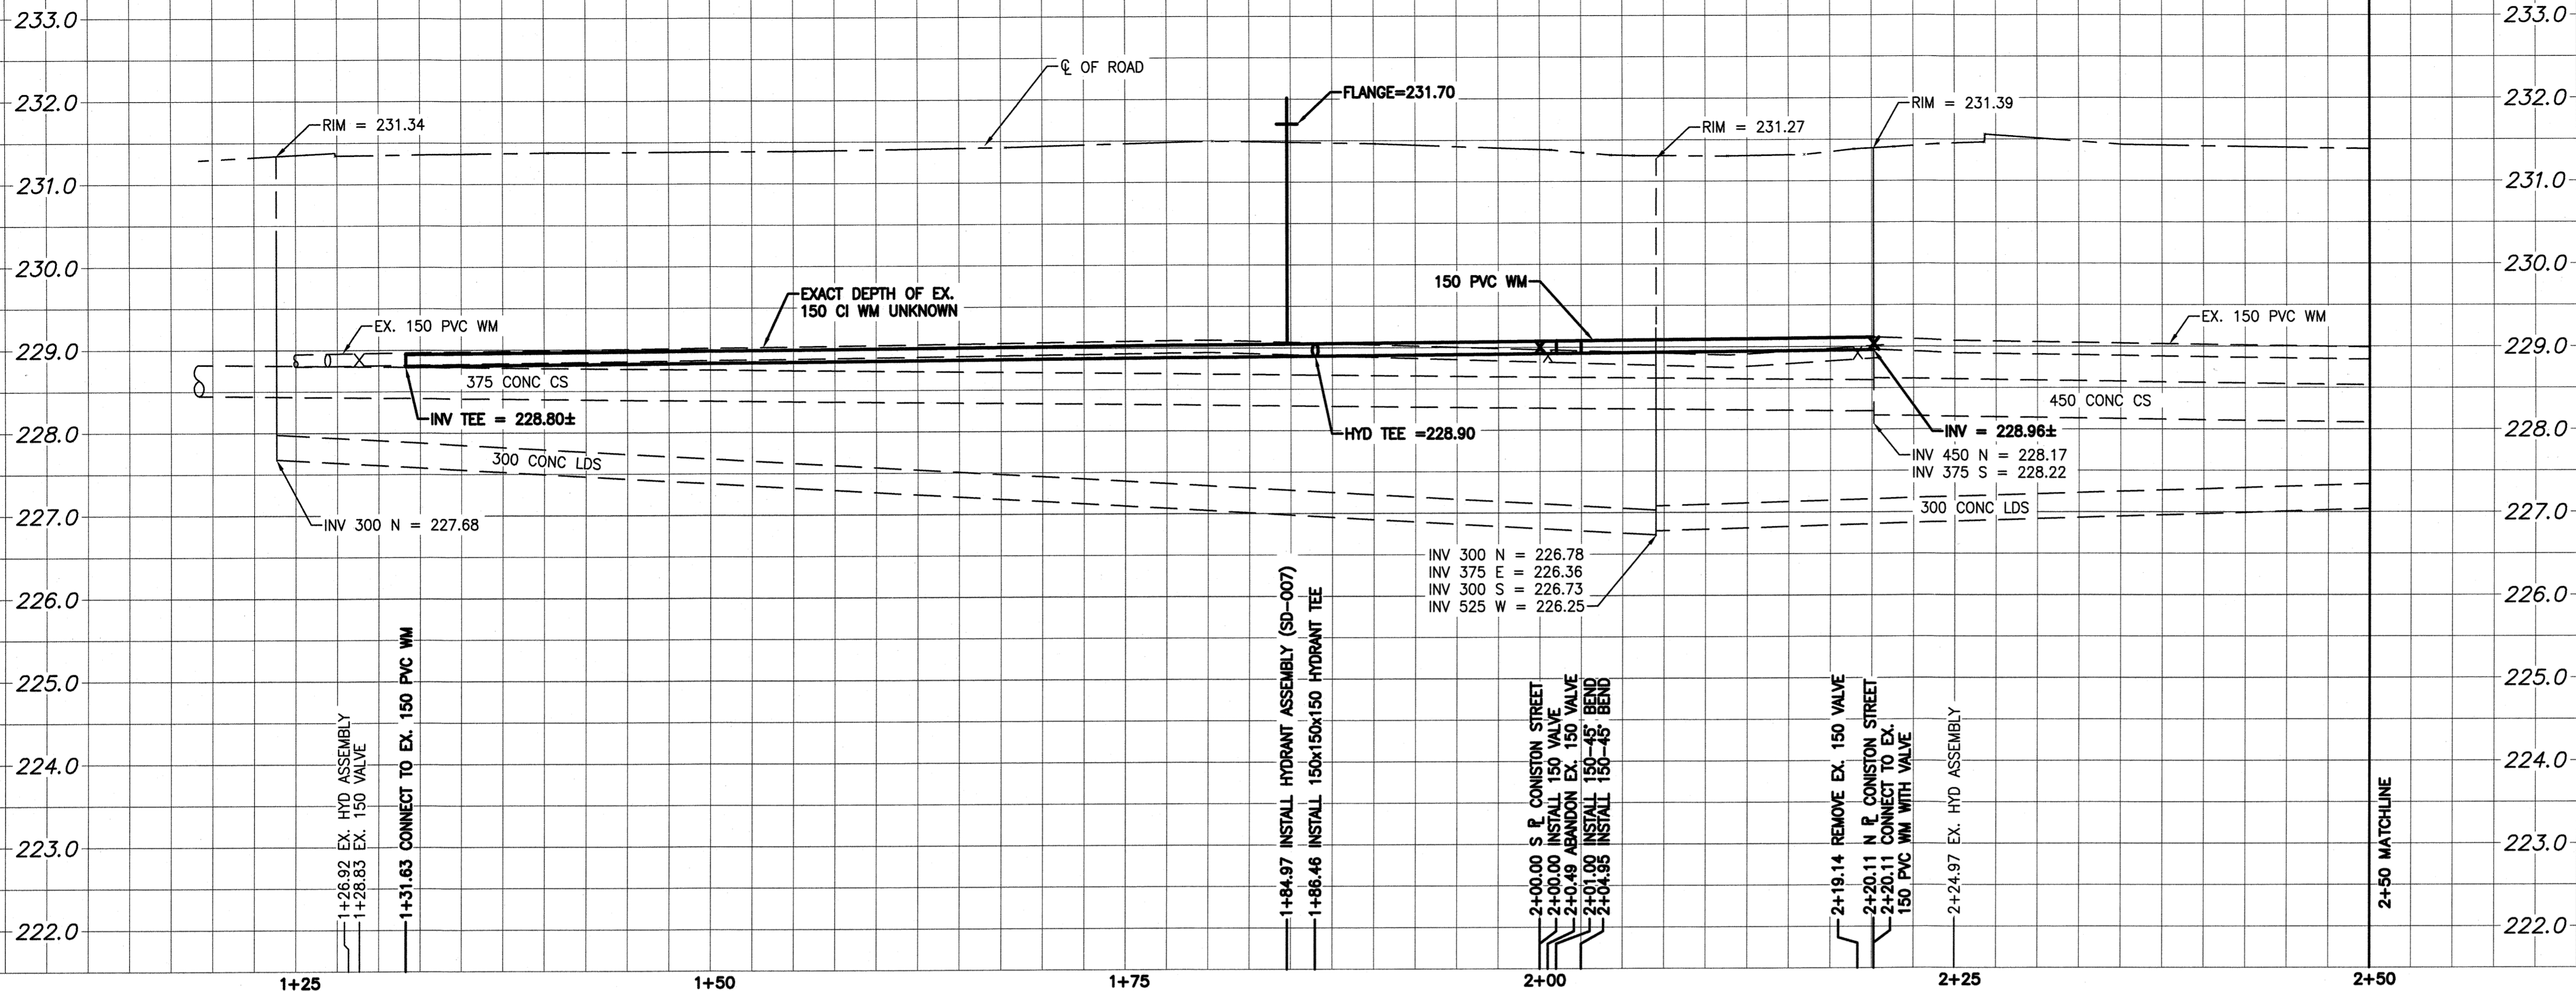 233.0
233.0
℄ OF ROAD
FLANGE=231.70
232.0
232.0
RIM = 231.34
RIM = 231.27
RIM = 231.39
231.0
231.0
230.0
230.0
150 PVC WM
EXACT DEPTH OF EX.
150 CI WM UNKNOWN
EX. 150 PVC WM
EX. 150 PVC WM
229.0
229.0
375 CONC CS
450 CONC CS
INV TEE = 228.80±
HYD TEE =228.90
INV = 228.96±
228.0
228.0
INV 450 N = 228.17
INV 375 S = 228.22
300 CONC LDS
300 CONC LDS
INV 300 N = 227.68
227.0
227.0
INV 300 N = 226.78
INV 375 E = 226.36
INV 300 S = 226.73
INV 525 W = 226.25
226.0
226.0
225.0
225.0
224.0
224.0
223.0
223.0
222.0
222.0
1+26.92 EX. HYD ASSEMBLY
1+28.83 EX. 150 VALVE
1+31.63 CONNECT TO EX. 150 PVC WM
1+84.97 INSTALL HYDRANT ASSEMBLY (SD-007)
1+86.46 INSTALL 150x150x150 HYDRANT TEE
2+00.00 S ⅊ CONISTON STREET
2+00.00 INSTALL 150 VALVE
2+0.49 ABANDON EX. 150 VALVE
2+01.00 INSTALL 150-45° BEND
2+04.95 INSTALL 150-45° BEND
2+19.14 REMOVE EX. 150 VALVE
2+20.11 N ⅊ CONISTON STREET
2+20.11 CONNECT TO EX.
150 PVC WM WITH VALVE
2+24.97 EX. HYD ASSEMBLY
2+50 MATCHLINE
1+25
1+50
1+75
2+00
2+25
2+50